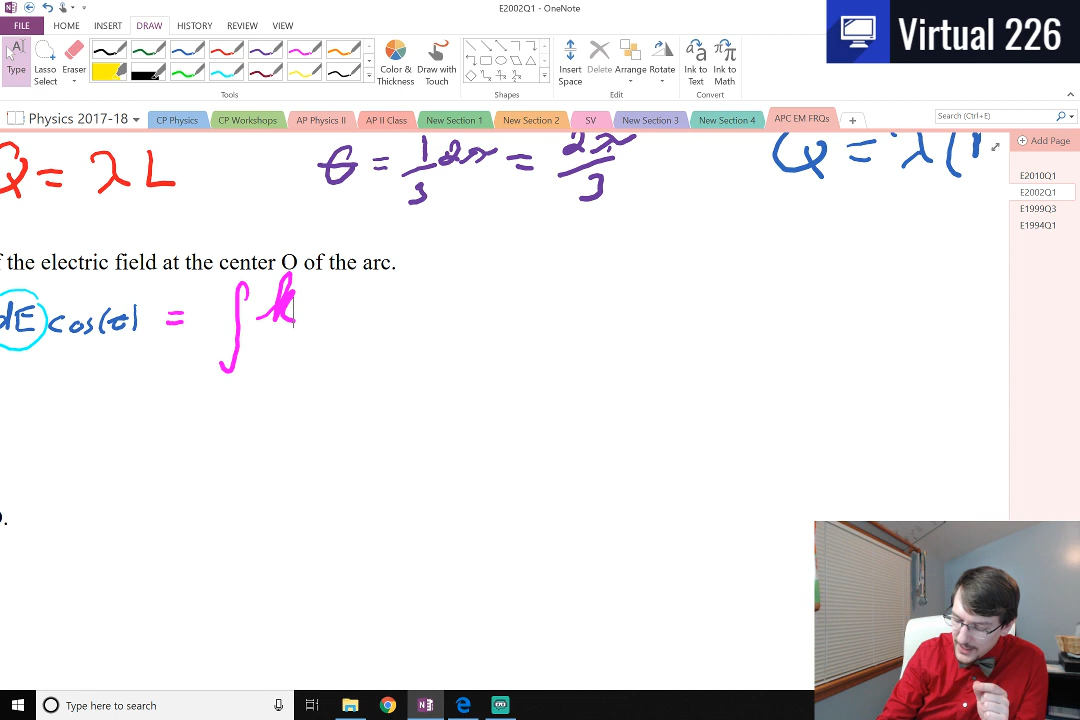 E2002Q1 - OneNote
Virtual 226
FILE HOME INSERT DRAW HISTORY REVIEW VIEW
Type Lasso Select Eraser Color & Thickness Draw with Touch Insert Space Delete Arrange Rotate Ink to Text Ink to Math
Tools Shapes Edit Convert
Physics 2017-18 CP Physics CP Workshops AP Physics II AP II Class New Section 1 New Section 2 SV New Section 3 New Section 4 APC EM FRQs Search (Ctrl+E)
Add Page
E2010Q1
E2002Q1
E1999Q3
E1994Q1
Q = λ L
θ = 1/3 2π = 2π/3
Q = λ (
f the electric field at the center O of the arc.
dE cos(θ) = ∫ k
).
Type here to search